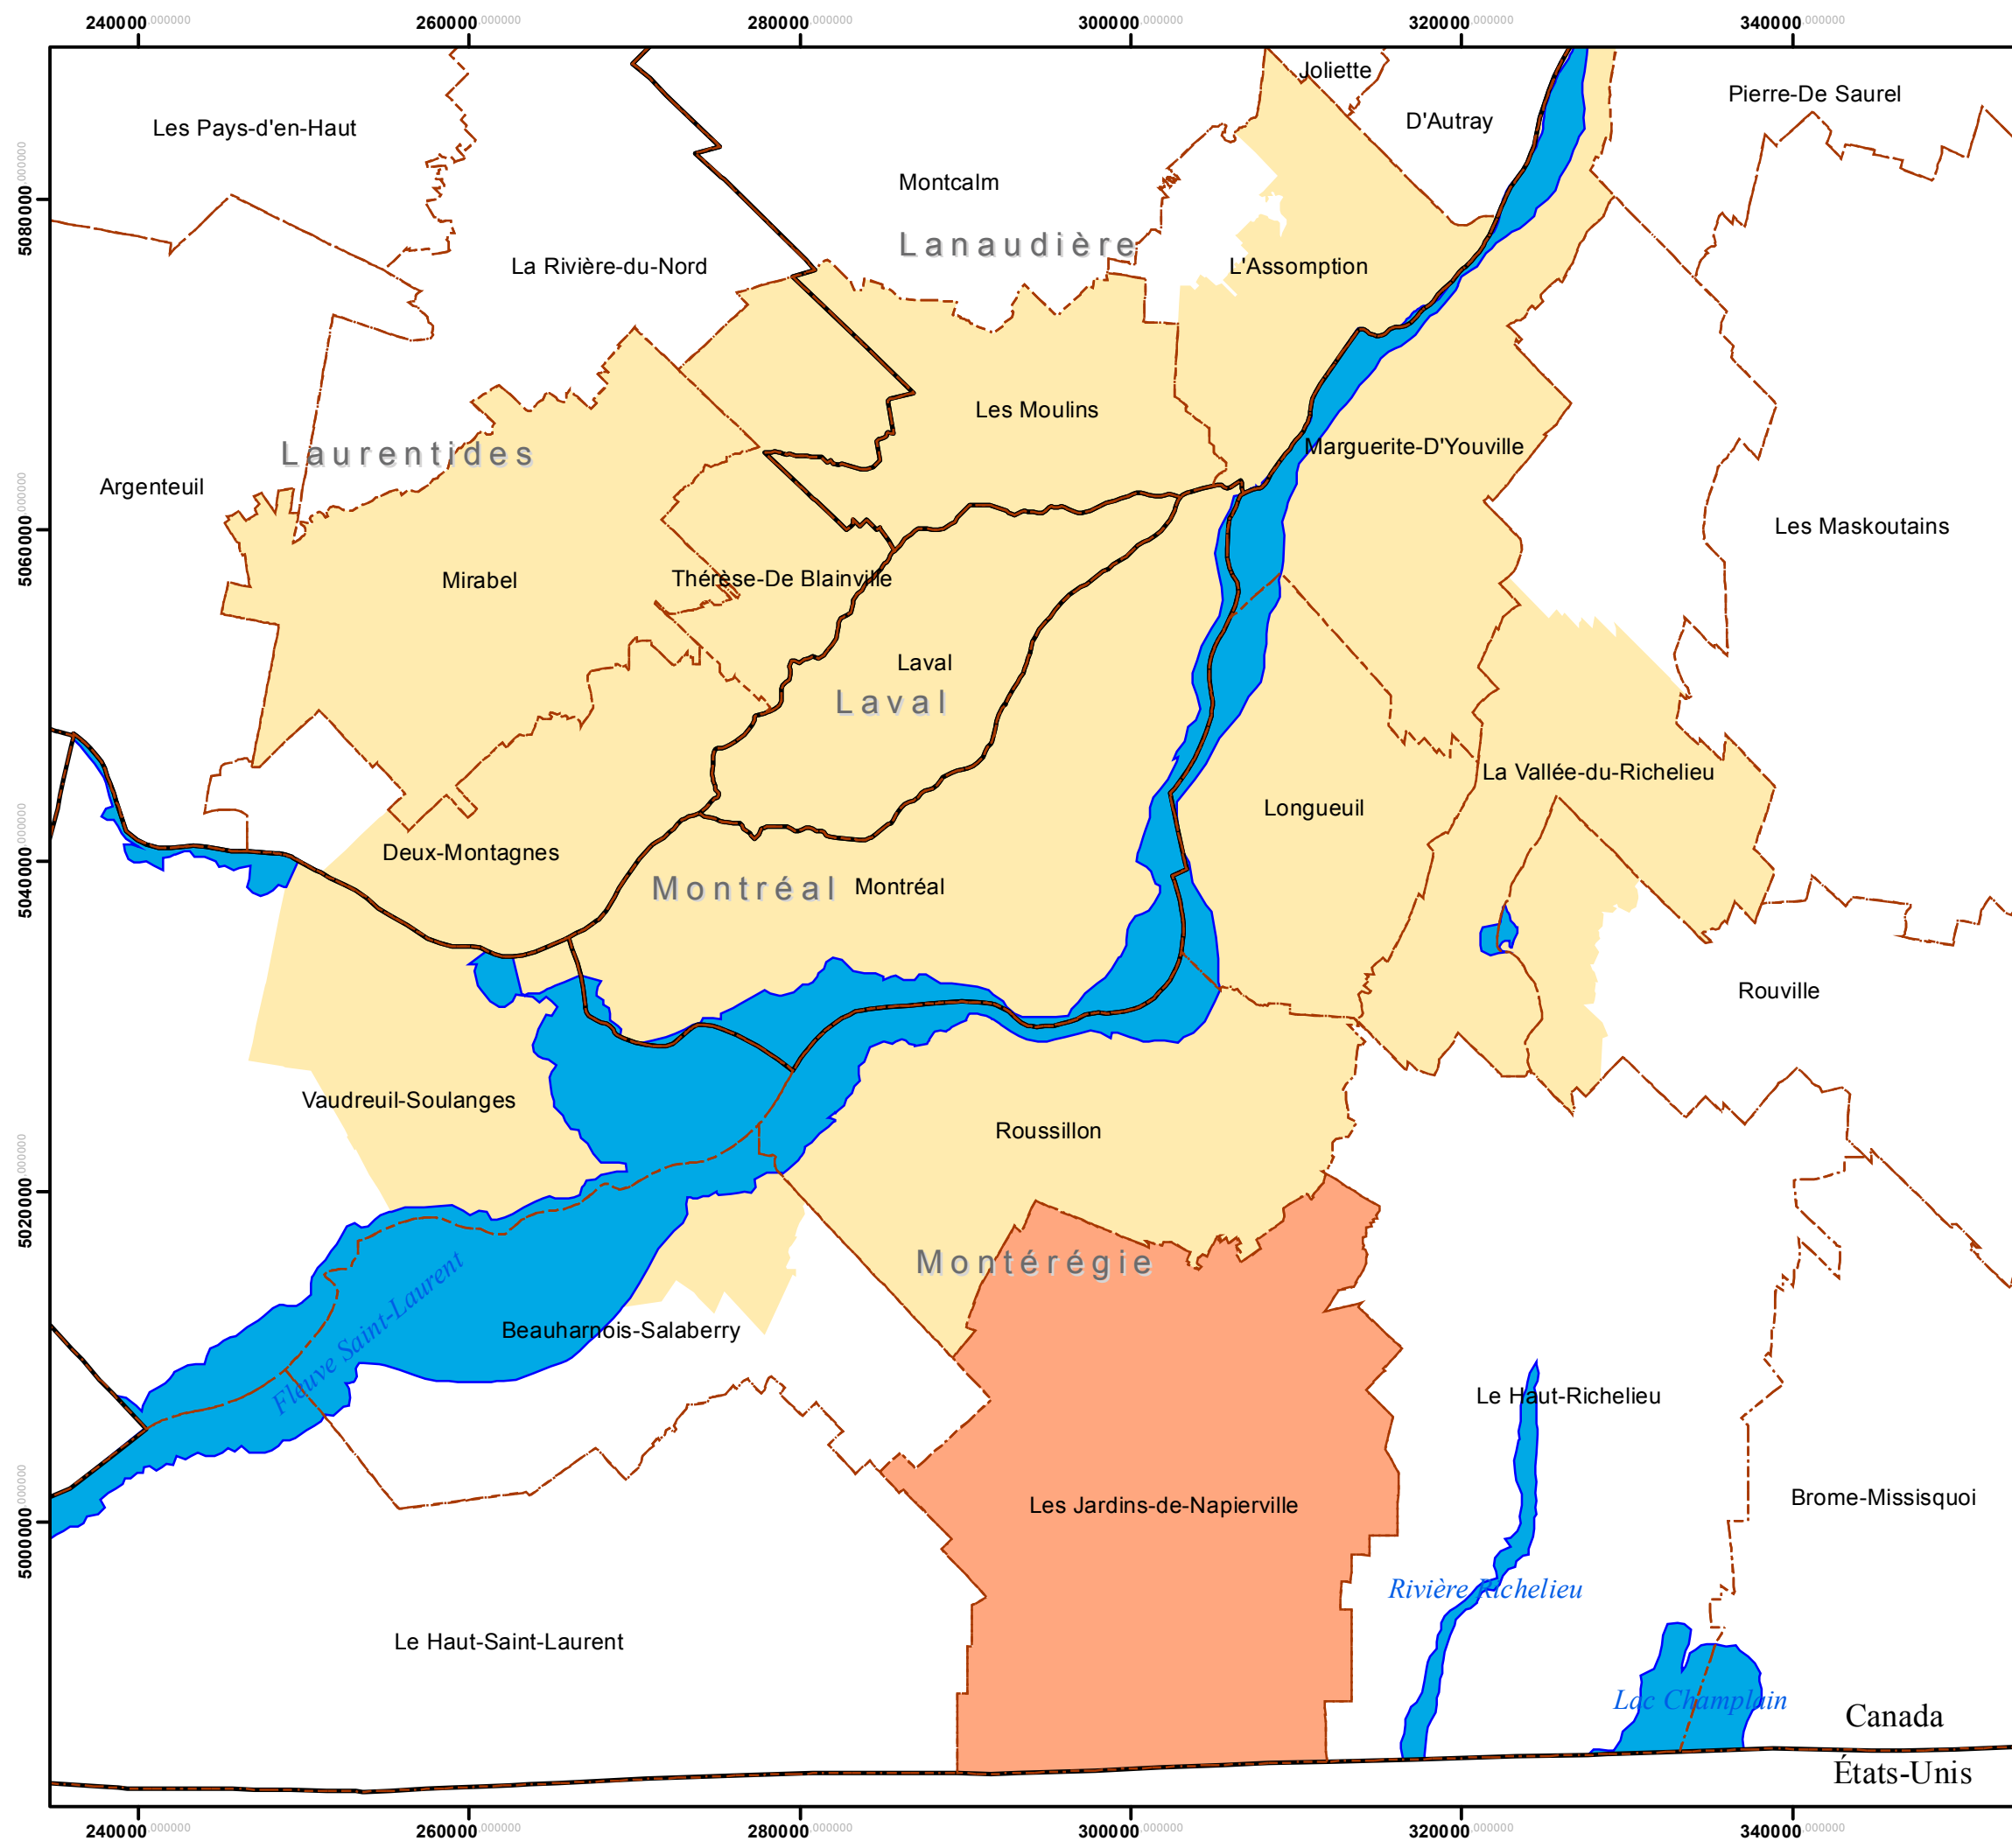 240000,000000 260000,000000 280000,000000 300000,000000 320000,000000 340000,000000
Joliette
Pierre-De Saurel
D'Autray
Les Pays-d'en-Haut
Montcalm
5080000,000000
Lanaudière
La Rivière-du-Nord
L'Assomption
Les Moulins
Marguerite-D'Youville
Laurentides
Argenteuil
Les Maskoutains
5060000,000000
Mirabel
Thérèse-De Blainville
Laval
Laval
La Vallée-du-Richelieu
Longueuil
Deux-Montagnes
5040000,000000
Montréal
Montréal
Rouville
Vaudreuil-Soulanges
Roussillon
5020000,000000
Montérégie
Fleuve Saint-Laurent
Beauharnois-Salaberry
Le Haut-Richelieu
Brome-Missisquoi
Les Jardins-de-Napierville
5000000,000000
Rivière Richelieu
Le Haut-Saint-Laurent
Lac Champlain
Canada
États-Unis
240000,000000 260000,000000 280000,000000 300000,000000 320000,000000 340000,000000